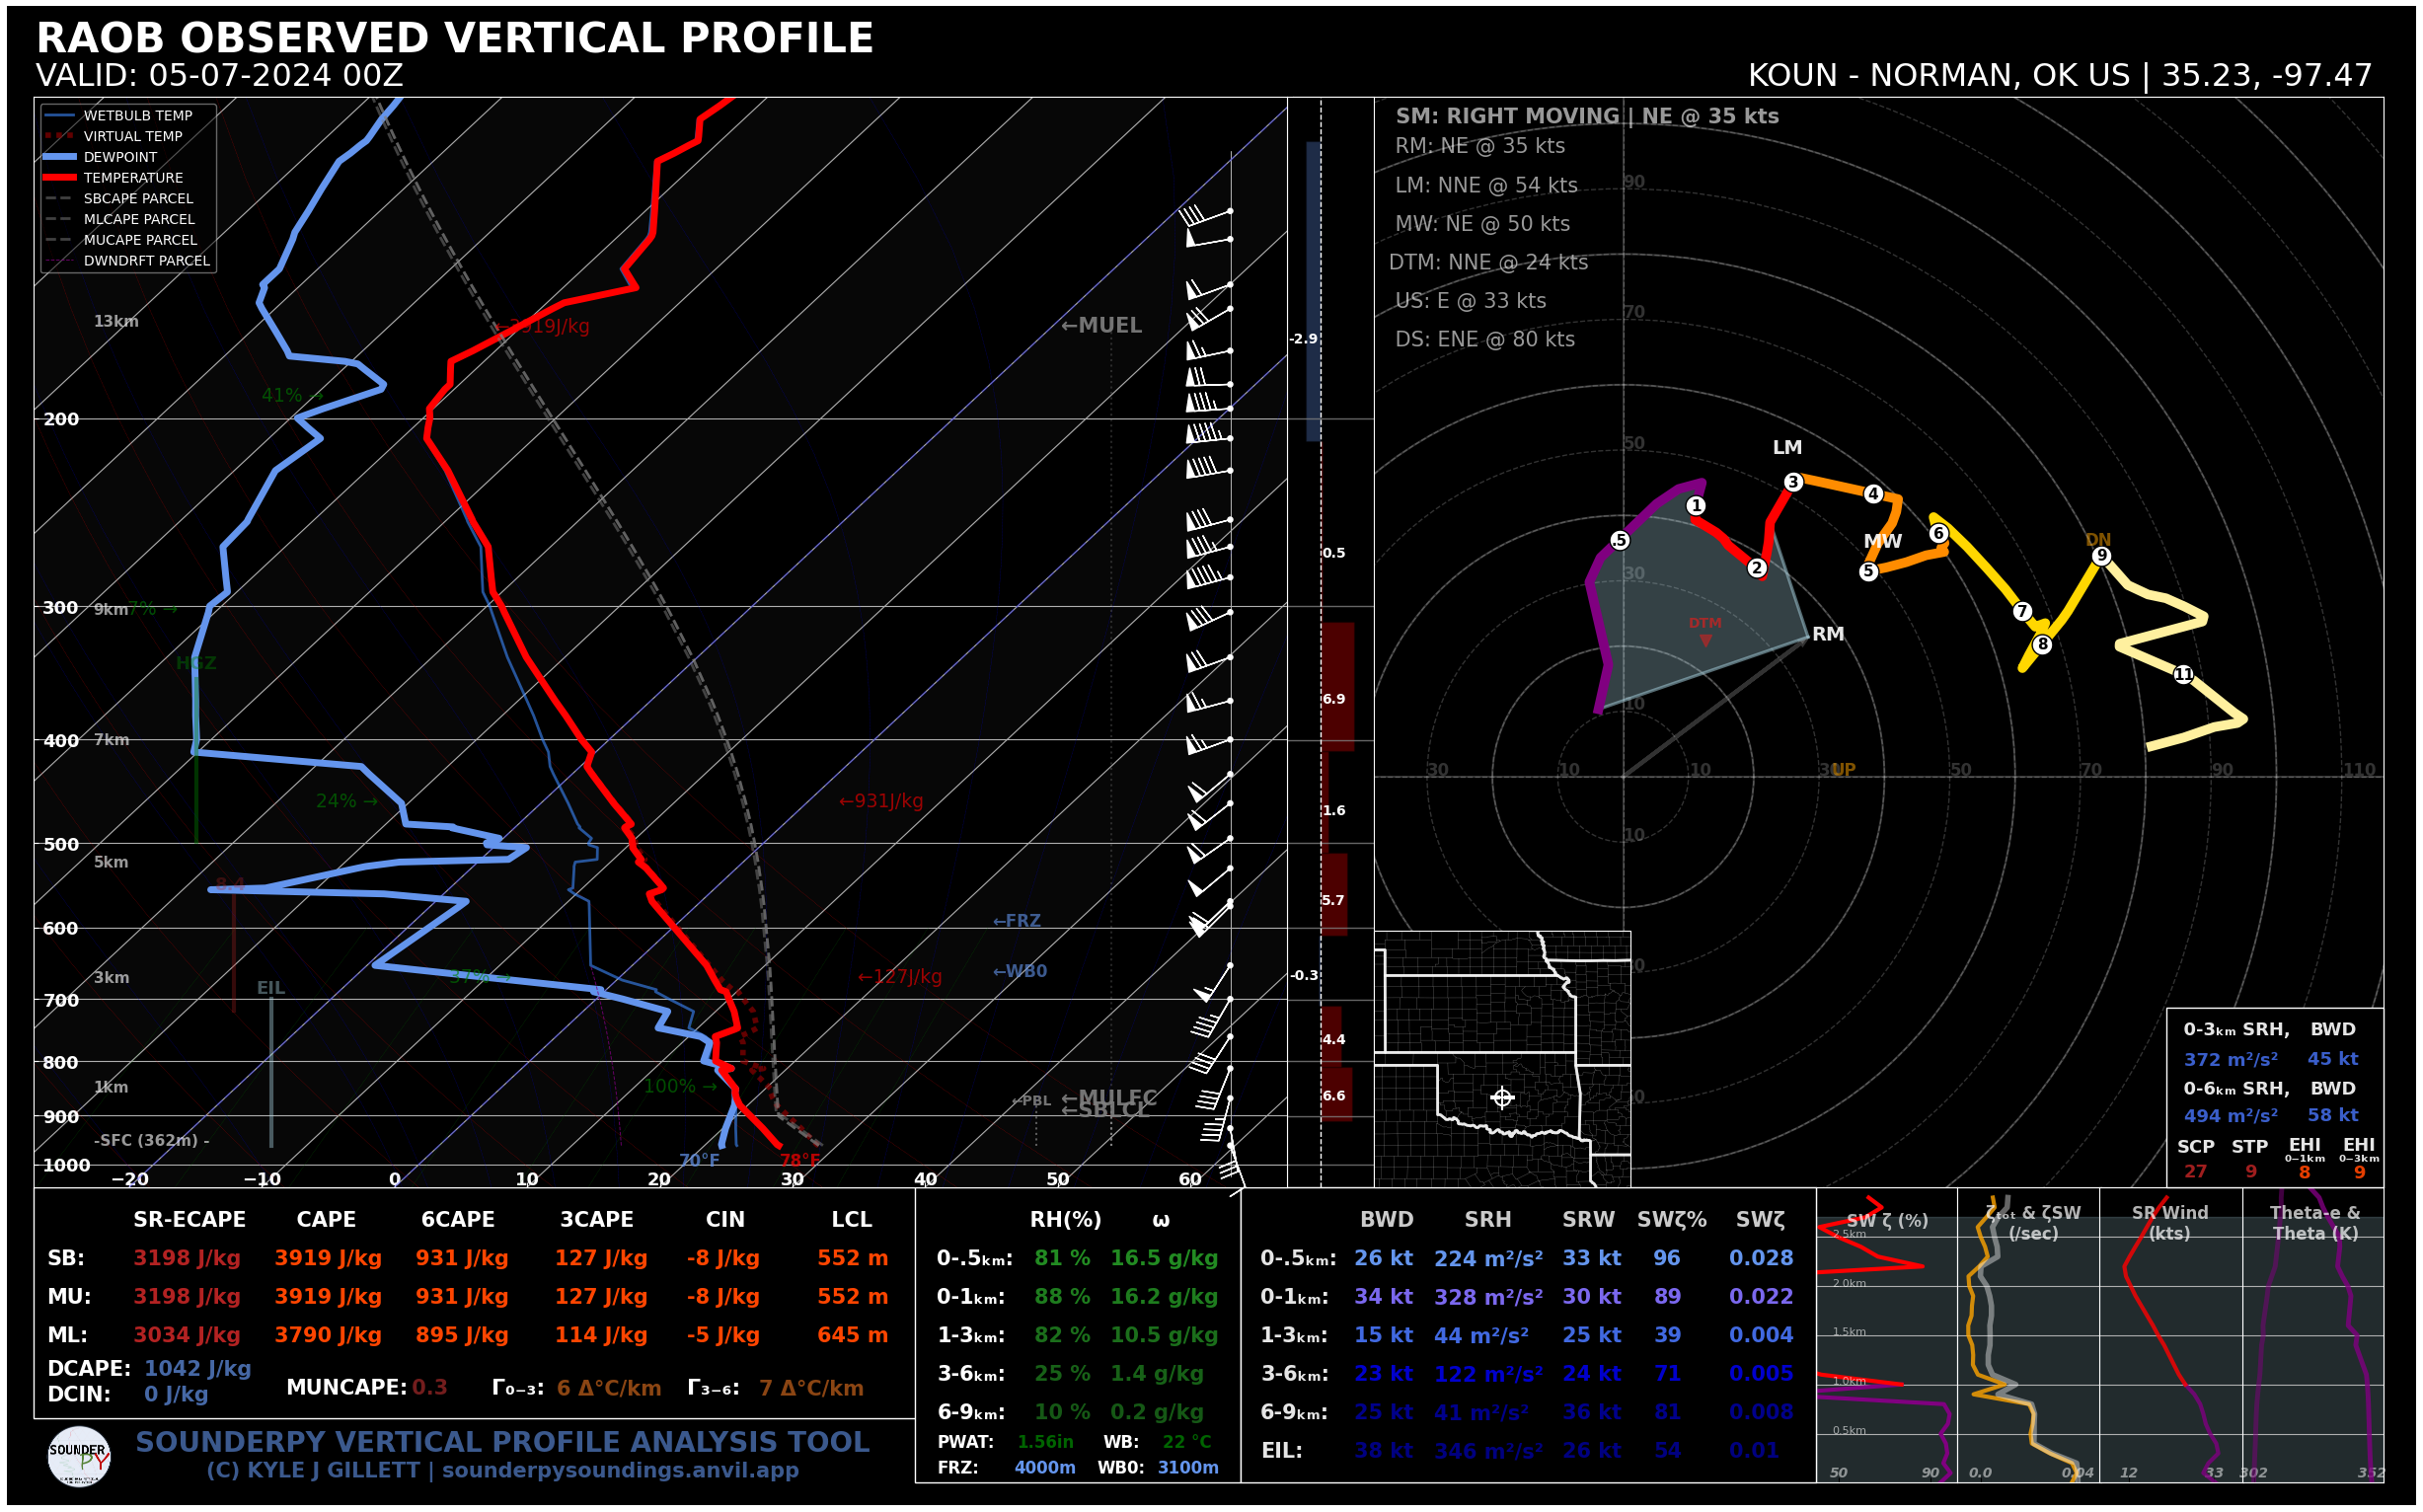 RAOB OBSERVED VERTICAL PROFILE
VALID: 05-07-2024 00Z
KOUN - NORMAN, OK US | 35.23, -97.47
WETBULB TEMP
VIRTUAL TEMP
DEWPOINT
TEMPERATURE
SBCAPE PARCEL
MLCAPE PARCEL
MUCAPE PARCEL
DWNDRFT PARCEL
13km
←3919J/kg
←MUEL
41% →
200
300
9km
7% →
HGZ
400
7km
24% →
←931J/kg
500
5km
8.4
600
←FRZ
3km
37% →
←127J/kg
←WB0
EIL
700
800
1km
100% →
←PBL
←MULFC
←SBLCL
900
-SFC (362m) -
70°F
78°F
1000
−20 −10 0 10 20 30 40 50 60
-2.9
0.5
6.9
1.6
5.7
-0.3
4.4
6.6
SM: RIGHT MOVING | NE @ 35 kts
RM: NE @ 35 kts
LM: NNE @ 54 kts
MW: NE @ 50 kts
DTM: NNE @ 24 kts
US: E @ 33 kts
DS: ENE @ 80 kts
90
70
50
30
10
30 10 10 30 50 70 90 110
10
LM
MW
RM
DTM
UP
DN
.5 1 2 3 4 5 6 7 8 9 11
0-3ₖₘ SRH, BWD
372 m²/s² 45 kt
0-6ₖₘ SRH, BWD
494 m²/s² 58 kt
SCP STP EHI EHI
0−1km 0−3km
27 9 8 9
SR-ECAPE CAPE 6CAPE 3CAPE CIN LCL
SB: 3198 J/kg 3919 J/kg 931 J/kg 127 J/kg -8 J/kg 552 m
MU: 3198 J/kg 3919 J/kg 931 J/kg 127 J/kg -8 J/kg 552 m
ML: 3034 J/kg 3790 J/kg 895 J/kg 114 J/kg -5 J/kg 645 m
DCAPE: 1042 J/kg
DCIN: 0 J/kg
MUNCAPE: 0.3 Γ₀₋₃: 6 Δ°C/km Γ₃₋₆: 7 Δ°C/km
SOUNDERPY
SOUNDERPY VERTICAL PROFILE ANALYSIS TOOL
(C) KYLE J GILLETT | sounderpysoundings.anvil.app
RH(%) ω
0-.5ₖₘ: 81 % 16.5 g/kg
0-1ₖₘ: 88 % 16.2 g/kg
1-3ₖₘ: 82 % 10.5 g/kg
3-6ₖₘ: 25 % 1.4 g/kg
6-9ₖₘ: 10 % 0.2 g/kg
PWAT: 1.56in WB: 22 °C
FRZ: 4000m WB0: 3100m
BWD SRH SRW SWζ% SWζ
0-.5ₖₘ: 26 kt 224 m²/s² 33 kt 96 0.028
0-1ₖₘ: 34 kt 328 m²/s² 30 kt 89 0.022
1-3ₖₘ: 15 kt 44 m²/s² 25 kt 39 0.004
3-6ₖₘ: 23 kt 122 m²/s² 24 kt 71 0.005
6-9ₖₘ: 25 kt 41 m²/s² 36 kt 81 0.008
EIL: 38 kt 346 m²/s² 26 kt 54 0.01
SW ζ (%)
2.5km
2.0km
1.5km
1.0km
0.5km
50 90
ζₜₒₜ & ζSW
(/sec)
0.0 0.04
SR Wind
(kts)
12 33
Theta-e &
Theta (K)
302 352